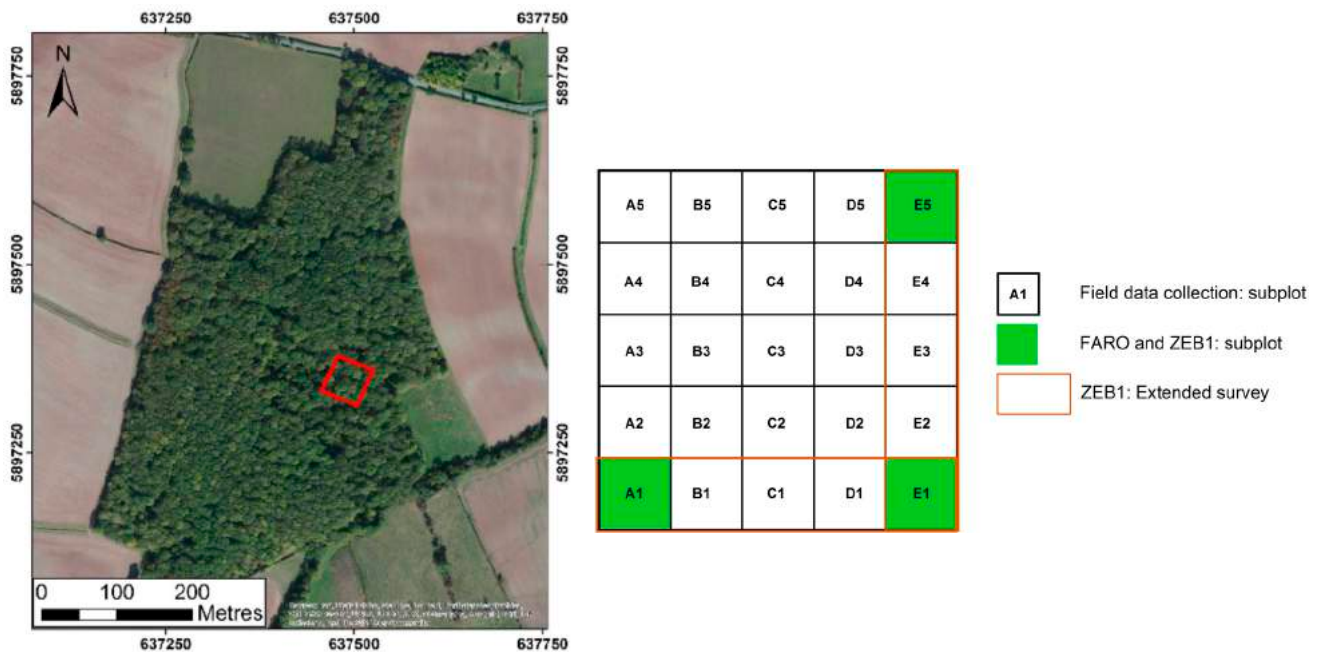 637250 637500 637750
N
5897750 5897750
5897500 5897500
5897250 5897250
0 100 200
Metres
637250 637500 637750
A5 B5 C5 D5 E5
A4 B4 C4 D4 E4
A3 B3 C3 D3 E3
A2 B2 C2 D2 E2
A1 B1 C1 D1 E1
A1 Field data collection: subplot
FARO and ZEB1: subplot
ZEB1: Extended survey